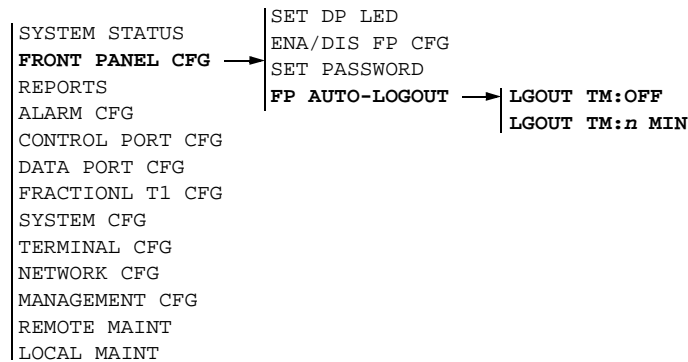 SYSTEM STATUS
FRONT PANEL CFG
REPORTS
ALARM CFG
CONTROL PORT CFG
DATA PORT CFG
FRACTIONL T1 CFG
SYSTEM CFG
TERMINAL CFG
NETWORK CFG
MANAGEMENT CFG
REMOTE MAINT
LOCAL MAINT
SET DP LED
ENA/DIS FP CFG
SET PASSWORD
FP AUTO-LOGOUT
LGOUT TM:OFF
LGOUT TM:n MIN